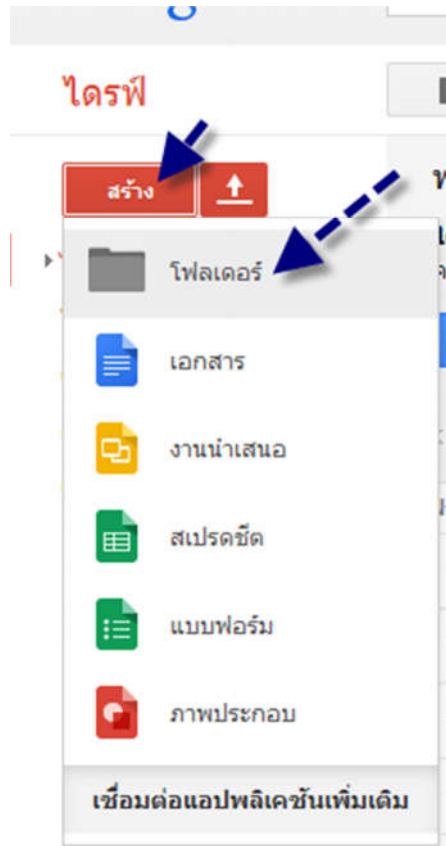 ไดรฟ์
สร้าง
โฟลเดอร์
เอกสาร
งานนำเสนอ
สเปรดชีต
แบบฟอร์ม
ภาพประกอบ
เชื่อมต่อแอปพลิเคชันเพิ่มเติม